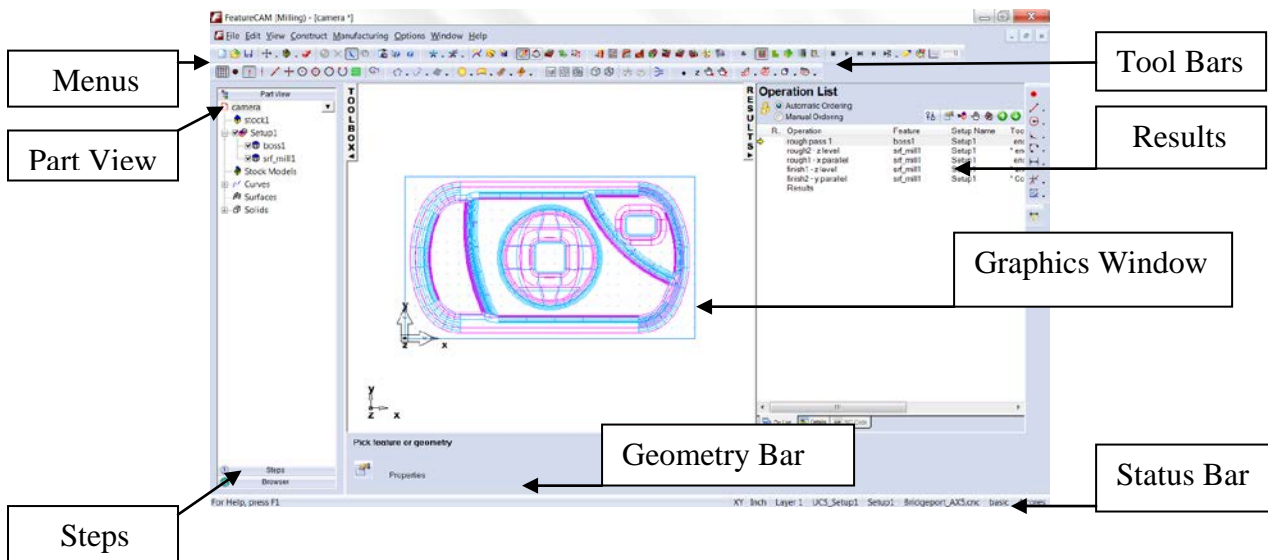 FeatureCAM (Milling) - [camera *]
File Edit View Construct Manufacturing Options Window Help
Menus
Tool Bars
Part View
Results
Graphics Window
Geometry Bar
Status Bar
Steps
Part View
camera
stock1
Setup1
boss1
srf_mill1
Stock Models
Curves
Surfaces
Solids
Steps
Browser
TOOLBOX
RESULTS
Operation List
Automatic Ordering
Manual Ordering
R.. Operation Feature Setup Name
rough pass 1 boss1 Setup1
rough2 - z level srf_mill1 Setup1
rough1 - x parallel srf_mill1 Setup1
finish1 - z level srf_mill1
finish2 - y parallel srf_mill1 Setup1
Results
y
z x
y
z x
Pick feature or geometry
Properties
For Help, press F1
XY Inch Layer 1 UCS_Setup1 Setup1 Bridgeport_AX5.cnc basic